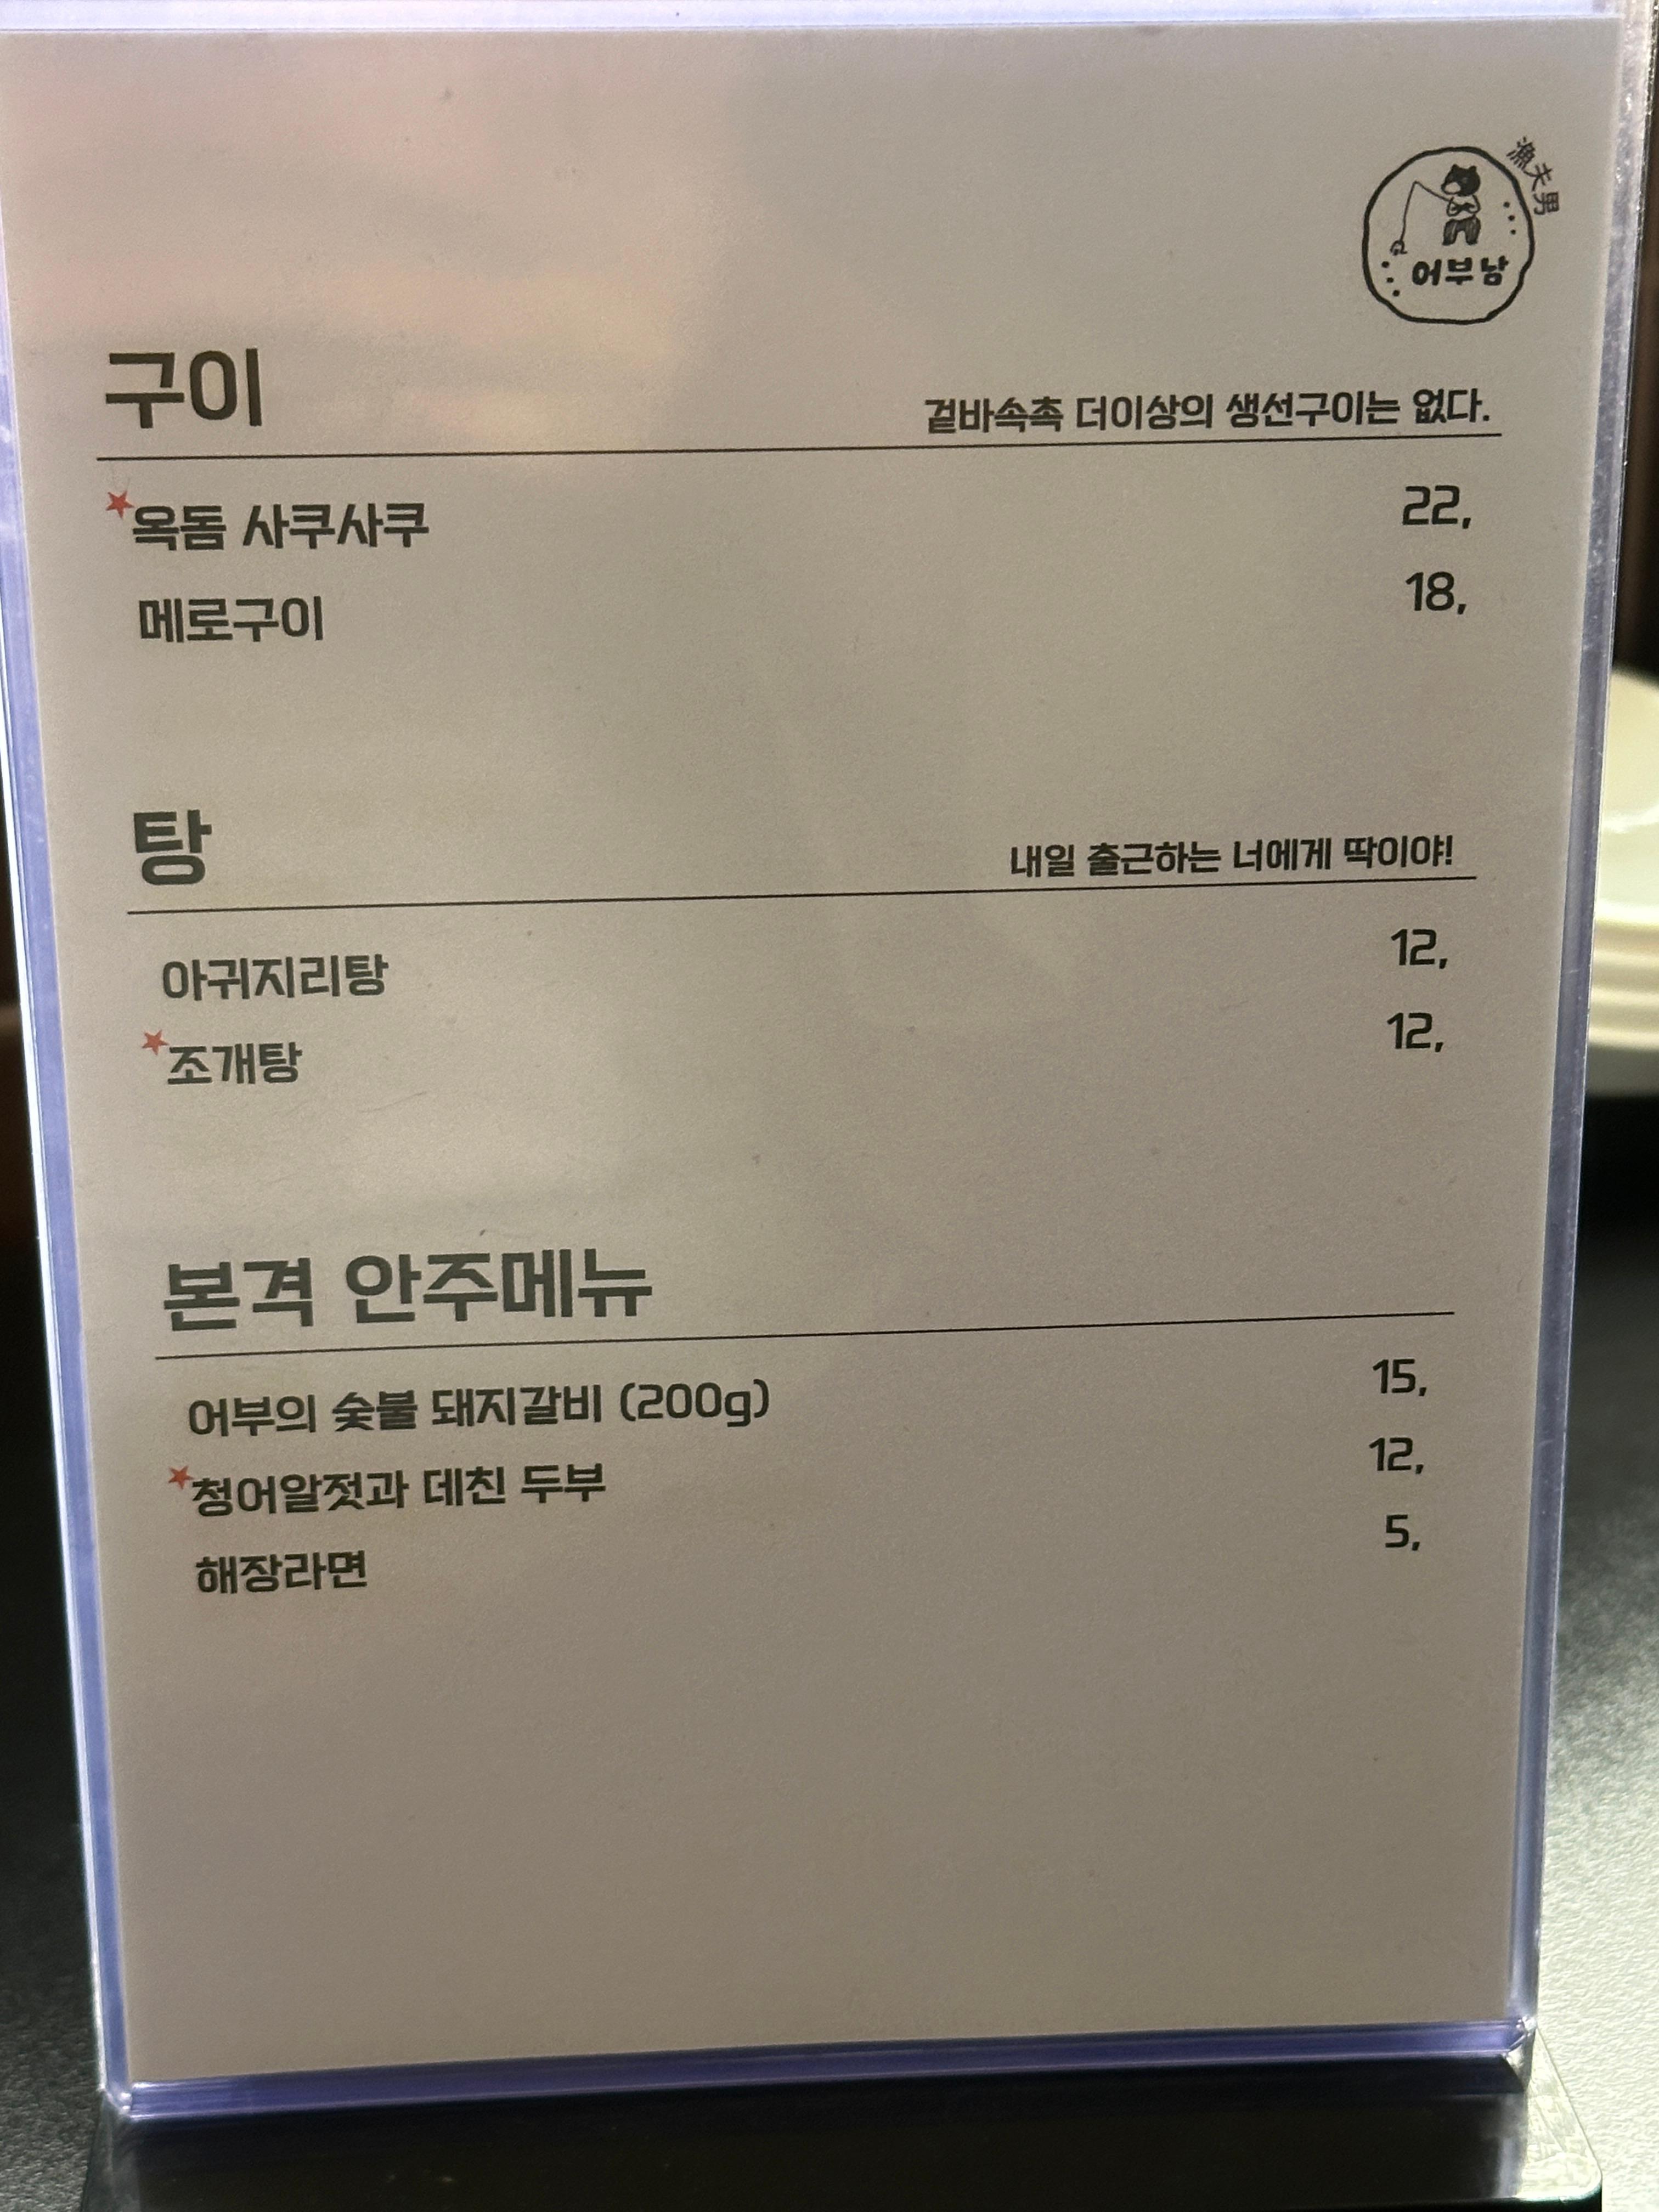 漁夫男
어부남
구이 겉바속촉 더이상의 생선구이는 없다.
옥돔 사쿠사쿠 22,
메로구이 18,
탕 내일 출근하는 너에게 딱이야!
아귀지리탕 12,
조개탕 12,
본격 안주메뉴
어부의 숯불 돼지갈비 (200g) 15,
청어알젓과 데친 두부 12,
해장라면 5,